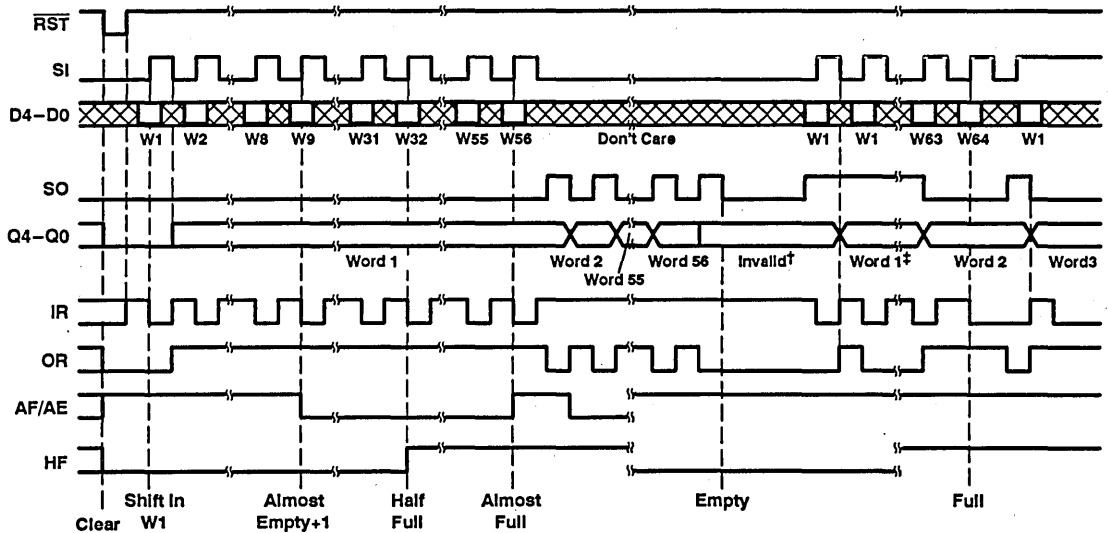 RST
SI
D4–D0
W1 W2 W8 W9 W31 W32 W55 W56 Don't Care W1 W1 W63 W64 W1
SO
Q4–Q0
Word 1 Word 2 Word 55 Word 56 Invalid† Word 1‡ Word 2 Word3
IR
OR
AF/AE
HF
Clear
Shift In
W1
Almost
Empty+1
Half
Full
Almost
Full
Empty
Full